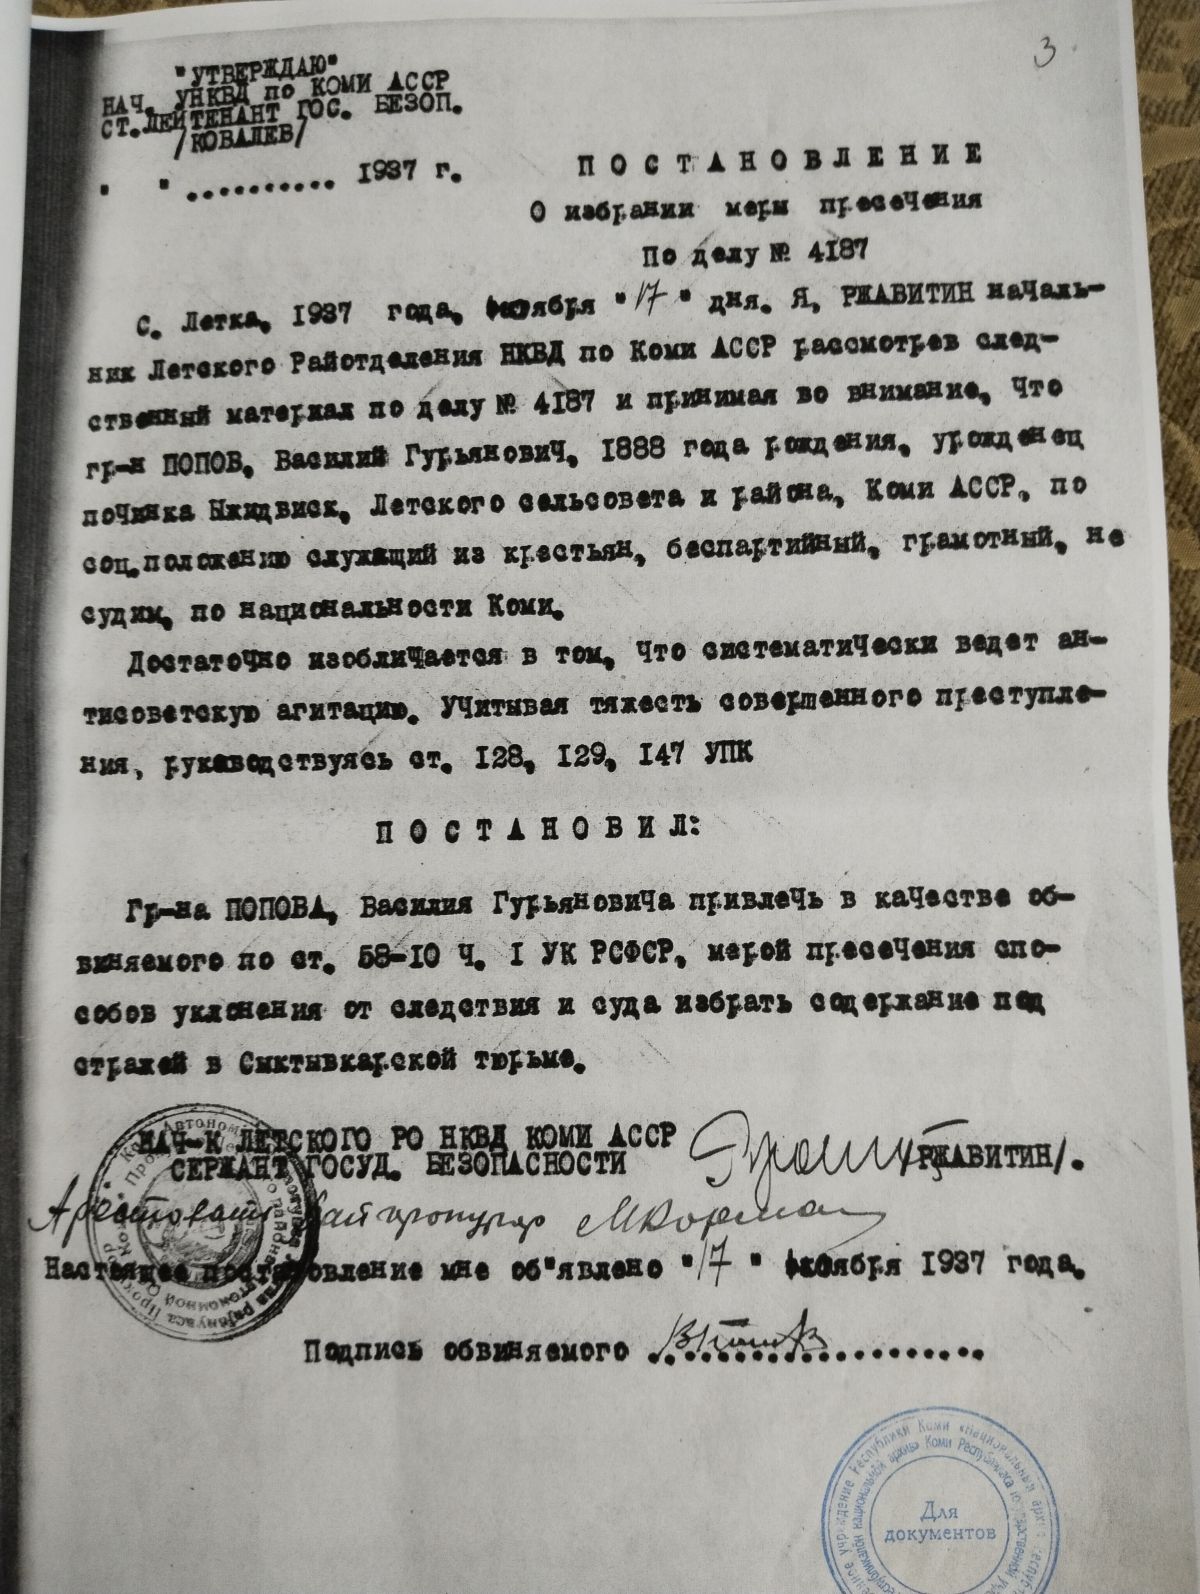 3
"УТВЕРЖДАЮ"
НАЧ. УНКВД по КОМИ АССР
СТ.ЛЕЙТЕНАНТ ГОС. БЕЗОП.
/КОВАЛЕВ/
" " .......... 1937 г.
П О С Т А Н О В Л Е Н И Е
О избрании меры пресечения
По делу № 4187
С. Летка, 1937 года, октября "17" дня. Я, РЖАВИТИН началь-
ник Летского Райотделения НКВД по Коми АССР рассмотрев след-
ственный материал по делу № 4187 и принимая во внимание, что
гр-н ПОПОВ, Василий Гурьянович, 1888 года рождения, урожденец
починка Ыжидвиск, Летского сельсовета и района, Коми АССР, по
соц.положению служащий из крестьян, беспартийный, грамотный, не
судим, по национальности Коми.
Достаточно изобличается в том, что систематически ведет ан-
тисоветскую агитацию. Учитывая тяжесть совершенного преступле-
ния, руководствуясь ст. 128, 129, 147 УПК
П О С Т А Н О В И Л:
Гр-на ПОПОВА, Василия Гурьяновича привлечь в качестве об-
виняемого по ст. 58-10 ч. I УК РСФСР, мерой пресечения спо-
собов уклонения от следствия и суда избрать содержание под
стражей в Сыктывкарской тюрьме.
НАЧ-К ЛЕТСКОГО РО НКВД КОМИ АССР
СЕРЖАНТ ГОСУД. БЕЗОПАСНОСТИ /РЖАВИТИН/.
Арестовать Райпрокурор
Настоящее постановление мне об"явлено "17" октября 1937 года.
Подпись обвиняемого ....................
Для
документов